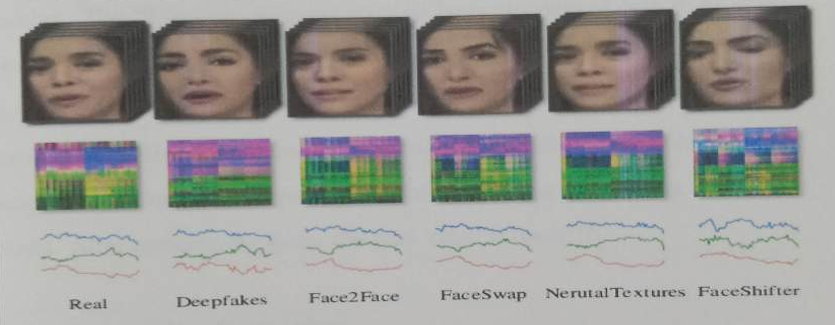 Real
Deepfakes
Face2Face
FaceSwap
NerutalTextures
FaceShifter